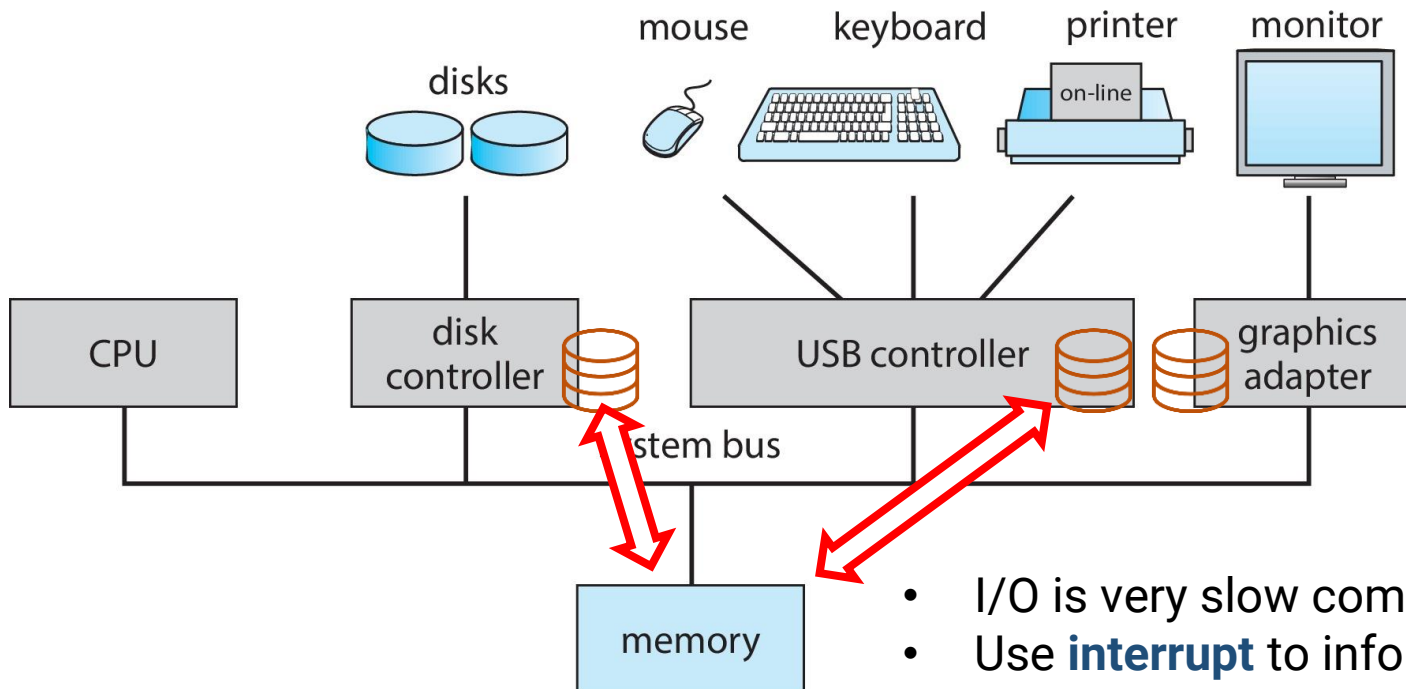 mouse keyboard printer monitor
disks
on-line
CPU
disk
controller
USB controller
graphics
adapter
stem bus
memory
• I/O is very slow com
• Use interrupt to info